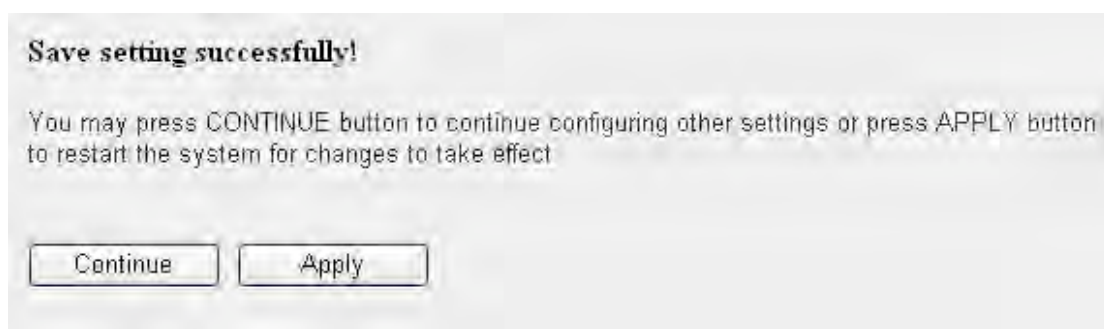 Save setting successfully!
You may press CONTINUE button to continue configuring other settings or press APPLY button
to restart the system for changes to take effect
Continue Apply